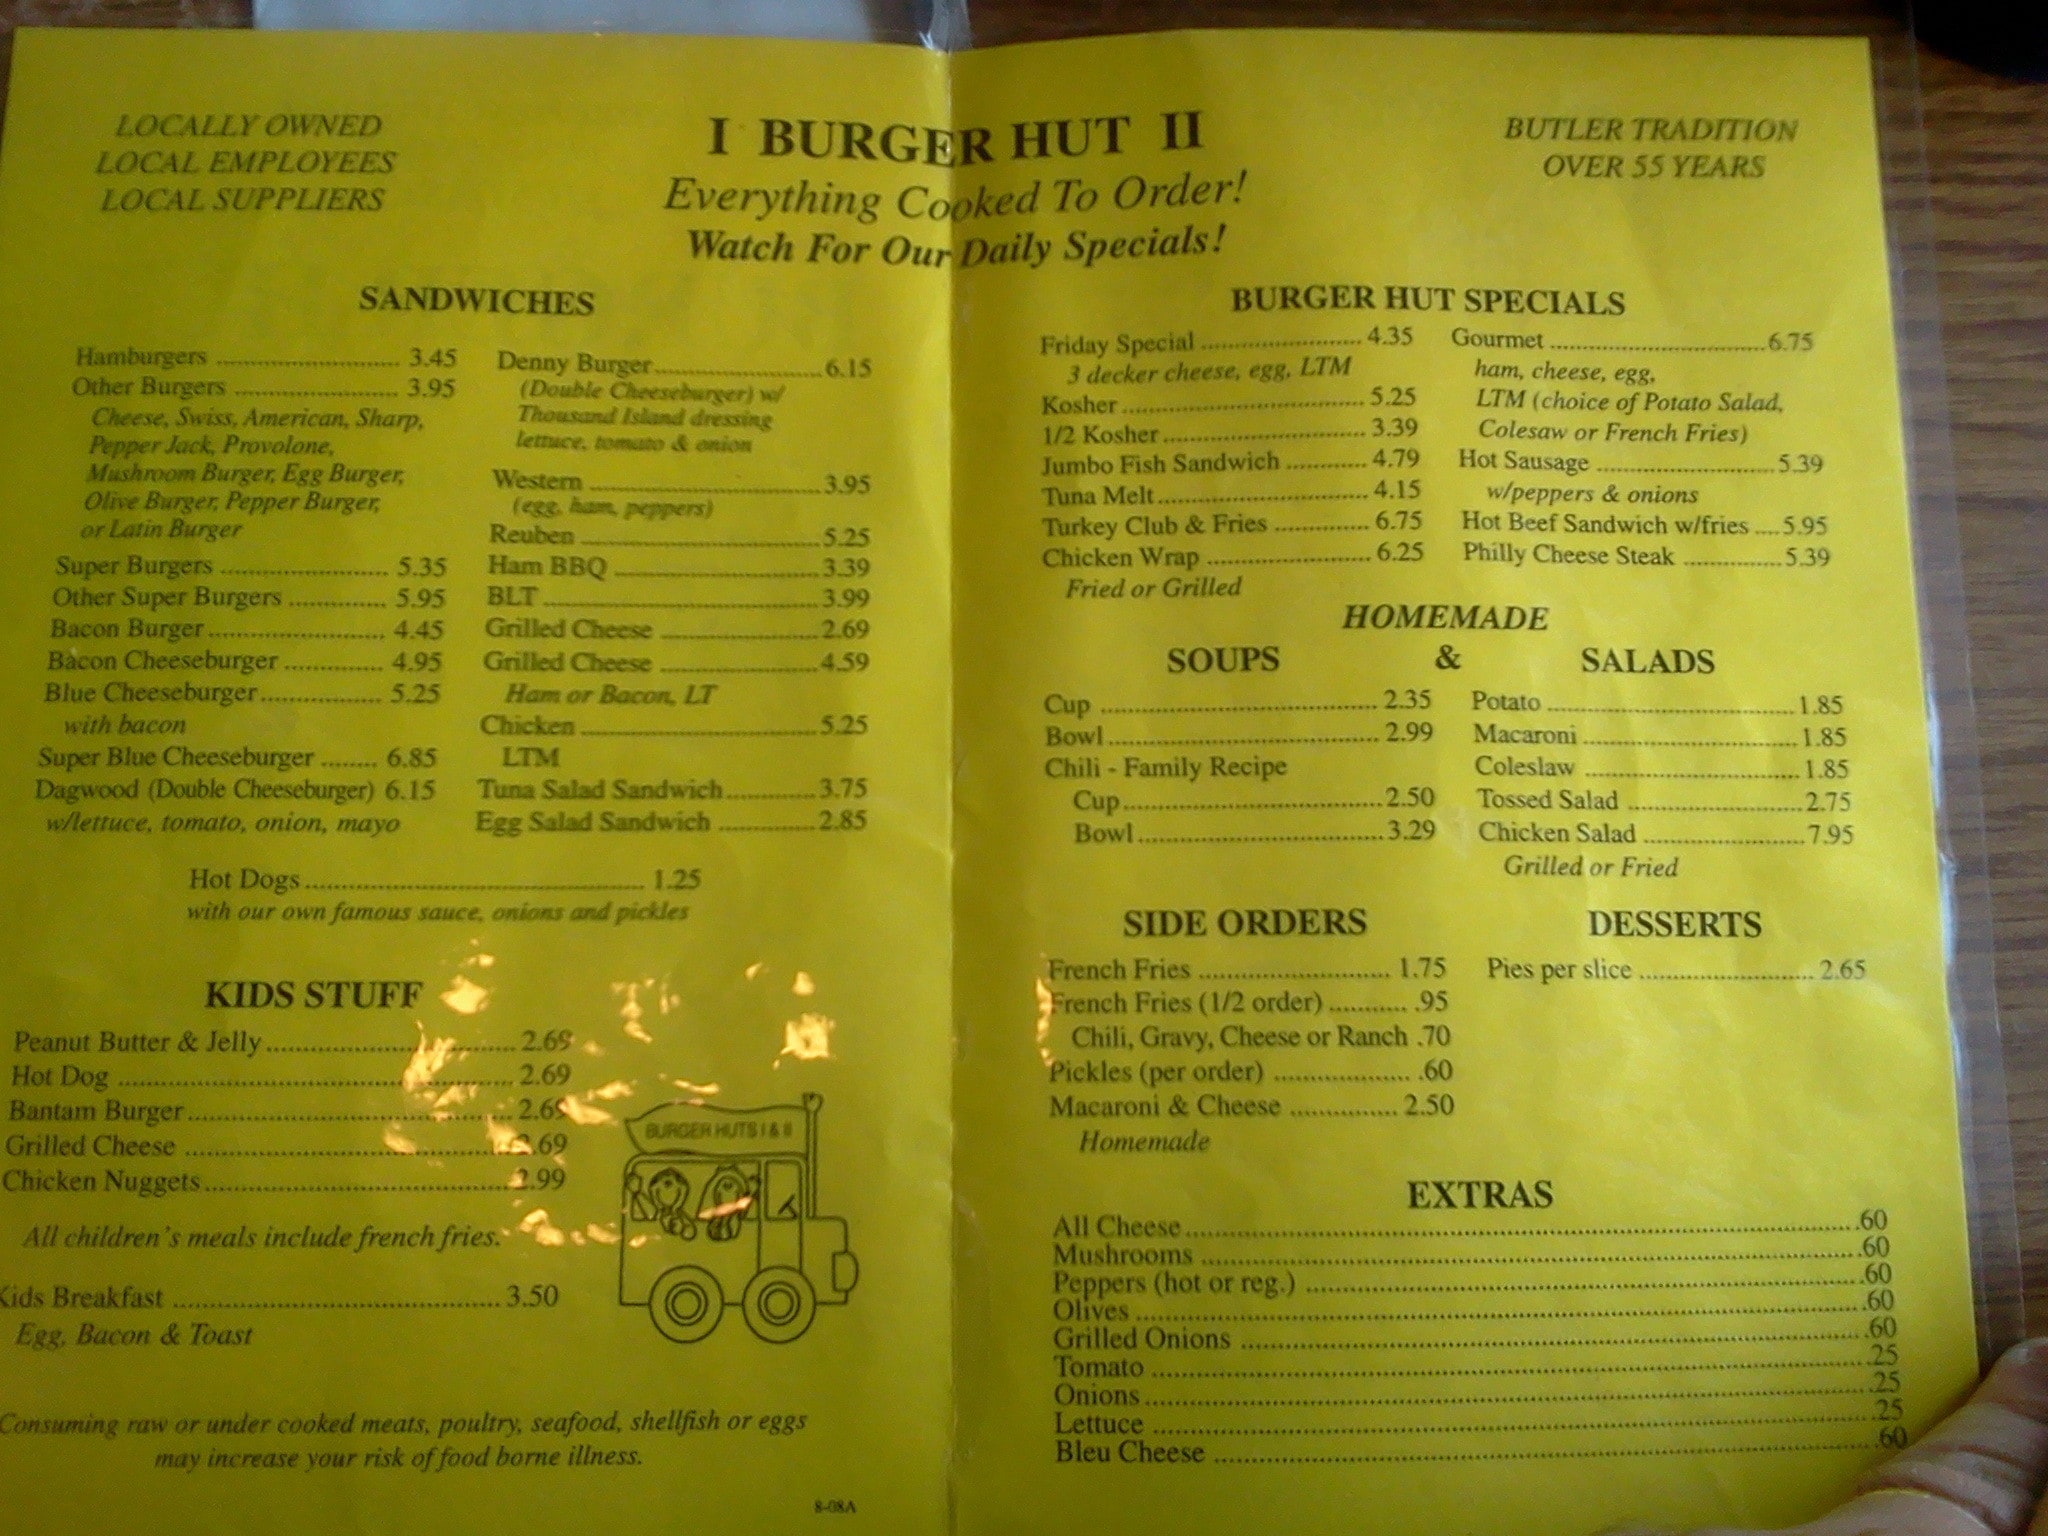 LOCALLY OWNED
LOCAL EMPLOYEES
LOCAL SUPPLIERS
I BURGER HUT II
Everything Cooked To Order!
Watch For Our Daily Specials!
BUTLER TRADITION
OVER 55 YEARS
SANDWICHES
Hamburgers ........ 3.45
Other Burgers ........ 3.95
Cheese, Swiss, American, Sharp,
Pepper Jack, Provolone,
Mushroom Burger, Egg Burger,
Olive Burger, Pepper Burger,
or Latin Burger
Super Burgers ........ 5.35
Other Super Burgers ........ 5.95
Bacon Burger ........ 4.45
Bacon Cheeseburger ........ 4.95
Blue Cheeseburger ........ 5.25
with bacon
Super Blue Cheeseburger ........ 6.85
Dagwood (Double Cheeseburger) 6.15
w/lettuce, tomato, onion, mayo
Denny Burger ........ 6.15
(Double Cheeseburger) w/
Thousand Island dressing
lettuce, tomato & onion
Western ........ 3.95
(egg, ham, peppers)
Reuben ........ 5.25
Ham BBQ ........ 3.39
BLT ........ 3.99
Grilled Cheese ........ 2.69
Grilled Cheese ........ 4.59
Ham or Bacon, LT
Chicken ........ 5.25
LTM
Tuna Salad Sandwich ........ 3.75
Egg Salad Sandwich ........ 2.85
Hot Dogs ........ 1.25
with our own famous sauce, onions and pickles
KIDS STUFF
Peanut Butter & Jelly ........ 2.69
Hot Dog ........ 2.69
Bantam Burger ........ 2.69
Grilled Cheese ........ 2.69
Chicken Nuggets ........ 2.99
All children's meals include french fries.
Kids Breakfast ........ 3.50
Egg, Bacon & Toast
BURGER HUTS I & II
Consuming raw or under cooked meats, poultry, seafood, shellfish or eggs
may increase your risk of food borne illness.
8-08A
BURGER HUT SPECIALS
Friday Special ........ 4.35
3 decker cheese, egg, LTM
Kosher ........ 5.25
1/2 Kosher ........ 3.39
Jumbo Fish Sandwich ........ 4.79
Tuna Melt ........ 4.15
Turkey Club & Fries ........ 6.75
Chicken Wrap ........ 6.25
Fried or Grilled
Gourmet ........ 6.75
ham, cheese, egg,
LTM (choice of Potato Salad,
Colesaw or French Fries)
Hot Sausage ........ 5.39
w/peppers & onions
Hot Beef Sandwich w/fries .... 5.95
Philly Cheese Steak ........ 5.39
HOMEMADE
SOUPS & SALADS
Cup ........ 2.35
Bowl ........ 2.99
Chili - Family Recipe
Cup ........ 2.50
Bowl ........ 3.29
Potato ........ 1.85
Macaroni ........ 1.85
Coleslaw ........ 1.85
Tossed Salad ........ 2.75
Chicken Salad ........ 7.95
Grilled or Fried
SIDE ORDERS
French Fries ........ 1.75
French Fries (1/2 order) ........ .95
Chili, Gravy, Cheese or Ranch .70
Pickles (per order) ........ .60
Macaroni & Cheese ........ 2.50
Homemade
DESSERTS
Pies per slice ........ 2.65
EXTRAS
All Cheese ........ .60
Mushrooms ........ .60
Peppers (hot or reg.) ........ .60
Olives ........ .60
Grilled Onions ........ .60
Tomato ........ .25
Onions ........ .25
Lettuce ........ .25
Bleu Cheese ........ .60